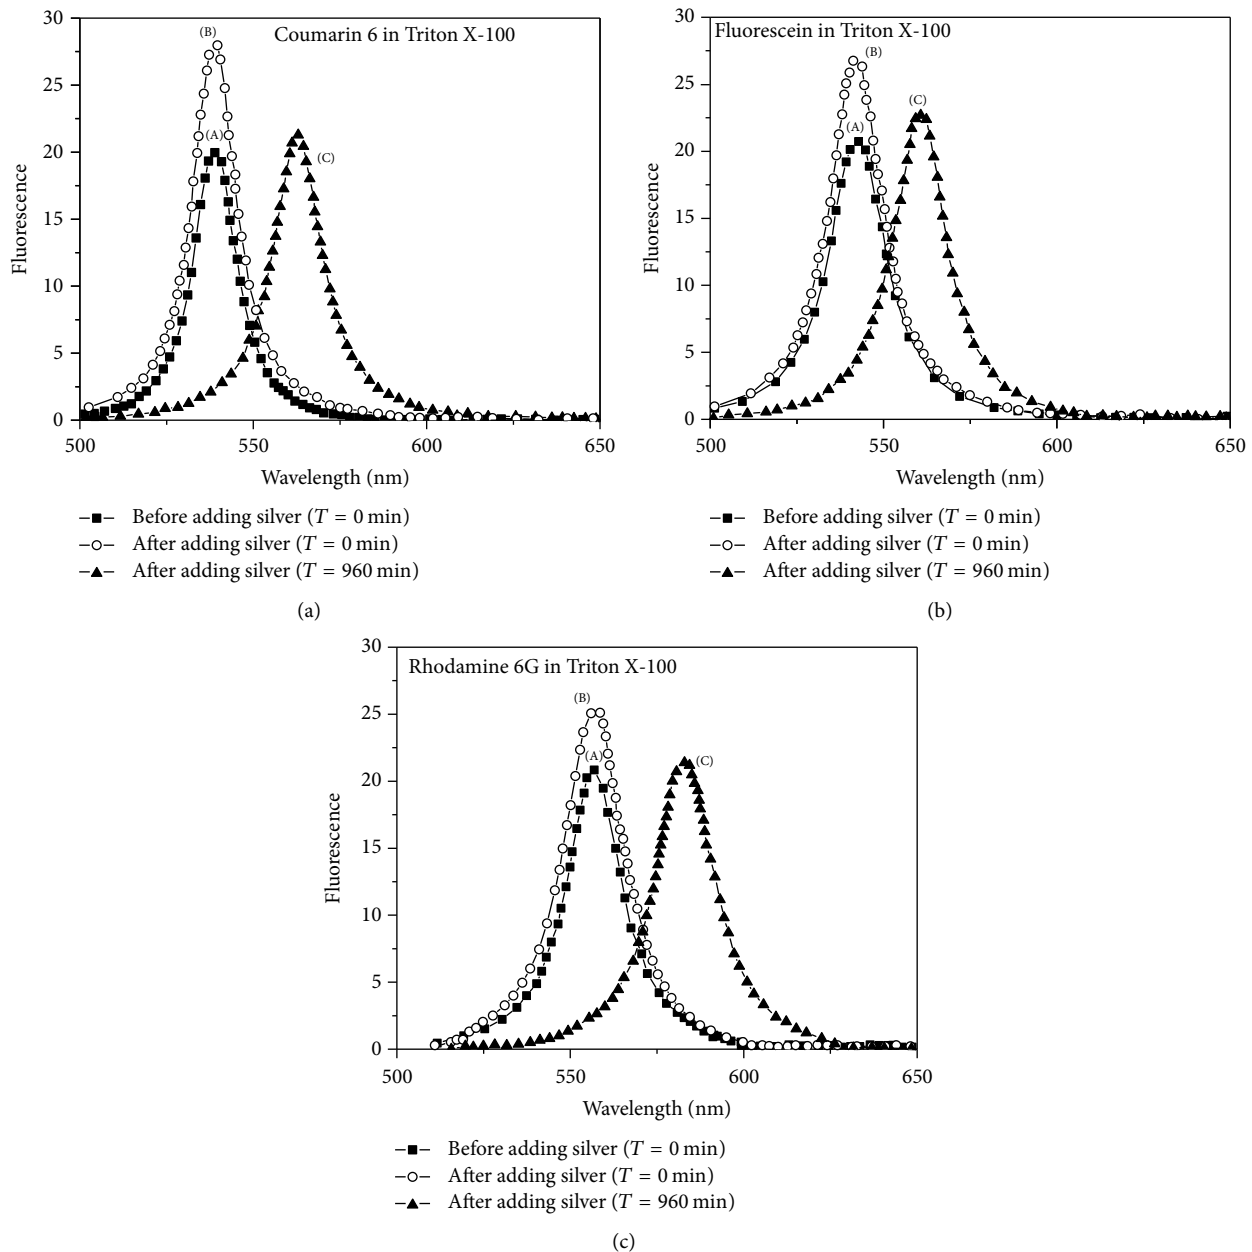 Coumarin 6 in Triton X-100
(B)
(A)
(C)
30
25
20
15
10
5
0
Fluorescence
500
550
600
650
Wavelength (nm)
Before adding silver (T = 0 min)
After adding silver (T = 0 min)
After adding silver (T = 960 min)
(a)
Fluorescein in Triton X-100
(B)
(C)
(A)
30
25
20
15
10
5
0
Fluorescence
500
550
600
650
Wavelength (nm)
Before adding silver (T = 0 min)
After adding silver (T = 0 min)
After adding silver (T = 960 min)
(b)
Rhodamine 6G in Triton X-100
(B)
(A)
(C)
30
25
20
15
10
5
0
Fluorescence
500
550
600
650
Wavelength (nm)
Before adding silver (T = 0 min)
After adding silver (T = 0 min)
After adding silver (T = 960 min)
(c)